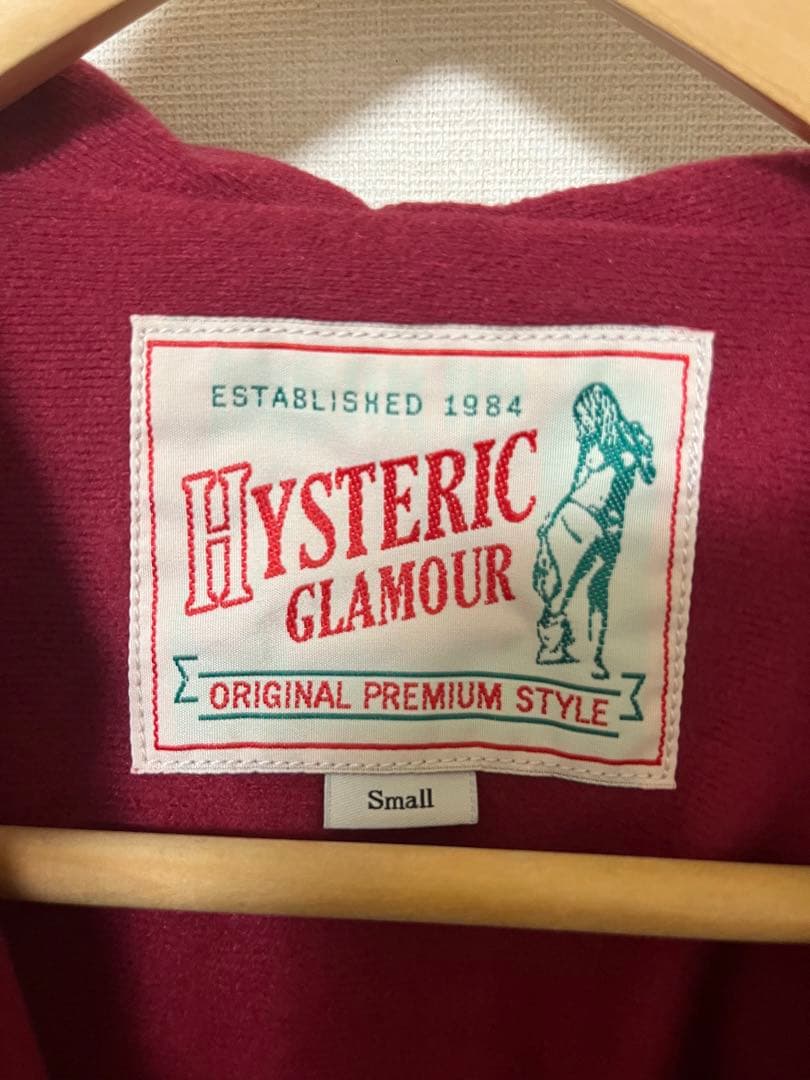 ESTABLISHED 1984
HYSTERIC
GLAMOUR
ORIGINAL PREMIUM STYLE
Small